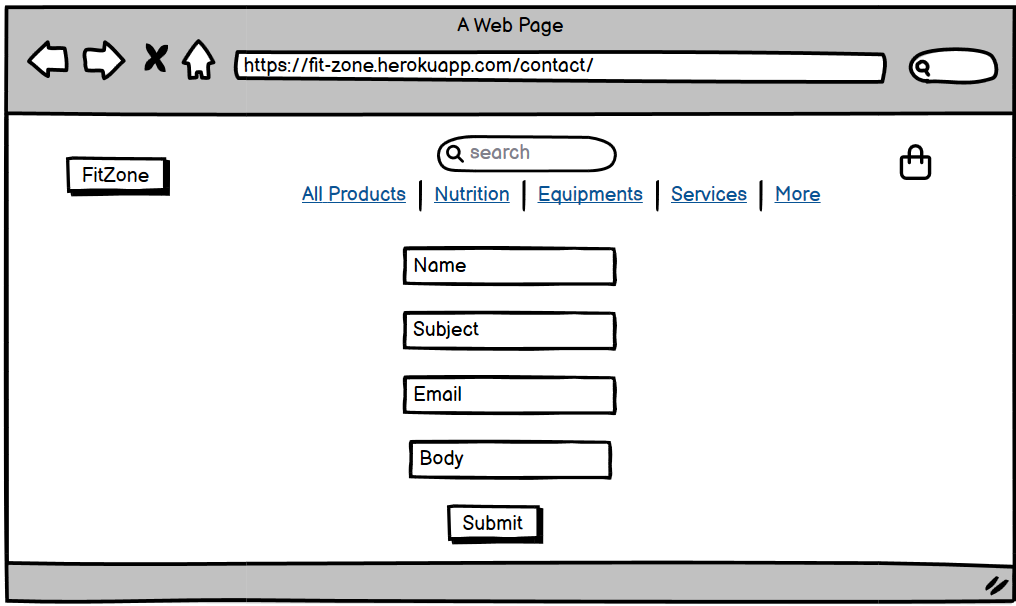 A Web Page
https://fit-zone.herokuapp.com/contact/
search
FitZone
All Products Nutrition Equipments Services More
Name
Subject
Email
Body
Submit